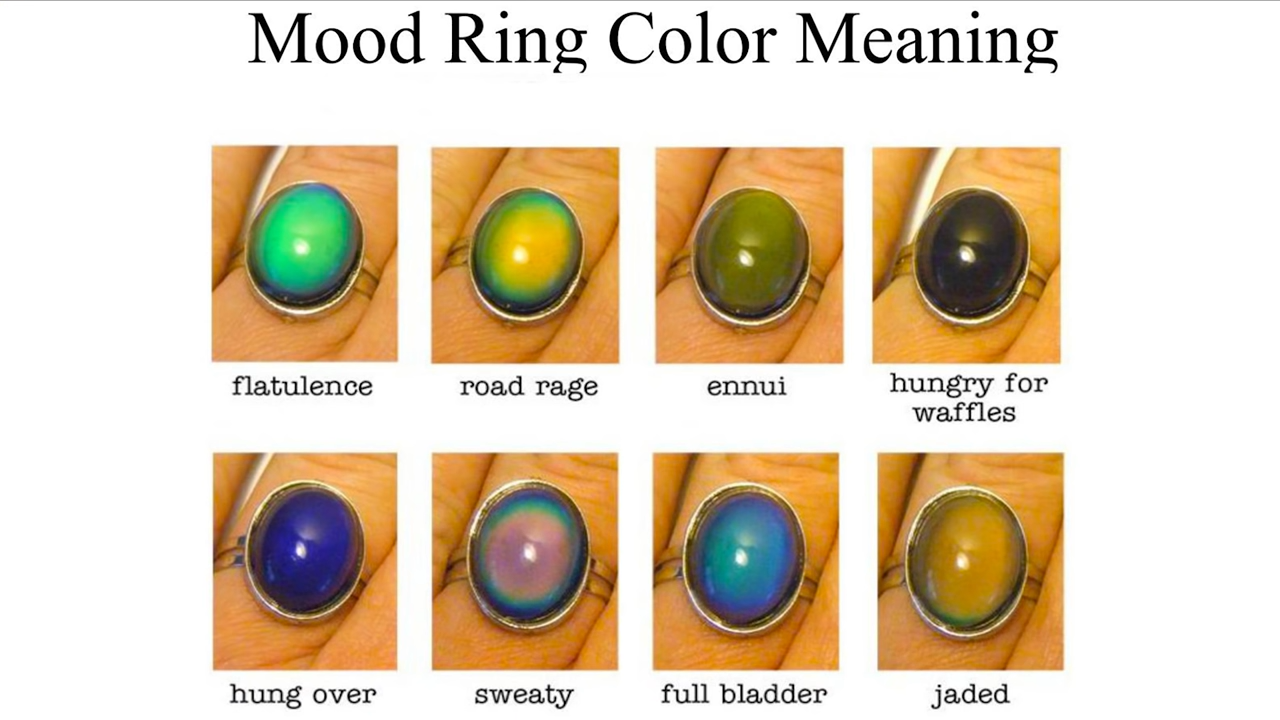 Mood Ring Color Meaning
flatulence
road rage
ennui
hungry for
waffles
hung over
sweaty
full bladder
jaded